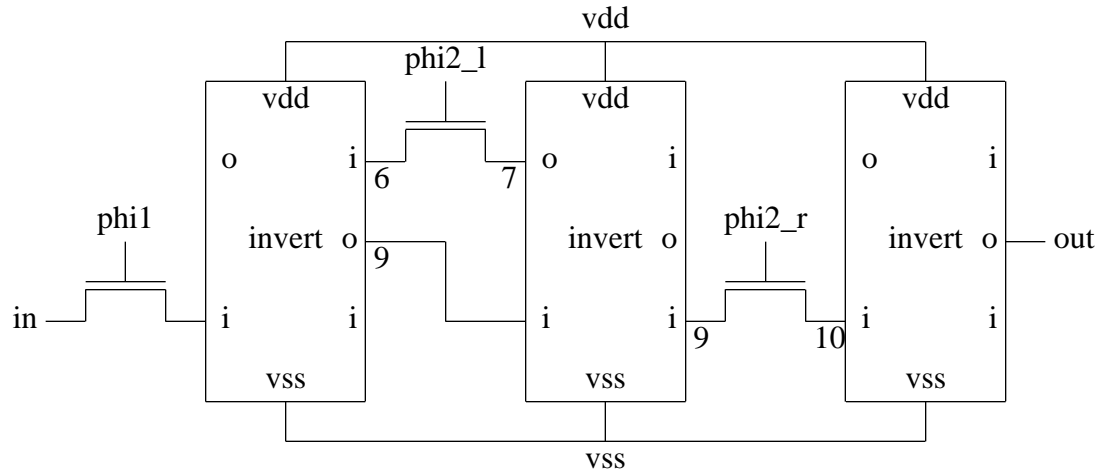 vdd
phi2_l
vdd vdd vdd
o i o i o i
6 7
phi1 phi2_r
invert o invert o invert o out
9
in i i i i i i
9 10
vss vss vss
vss